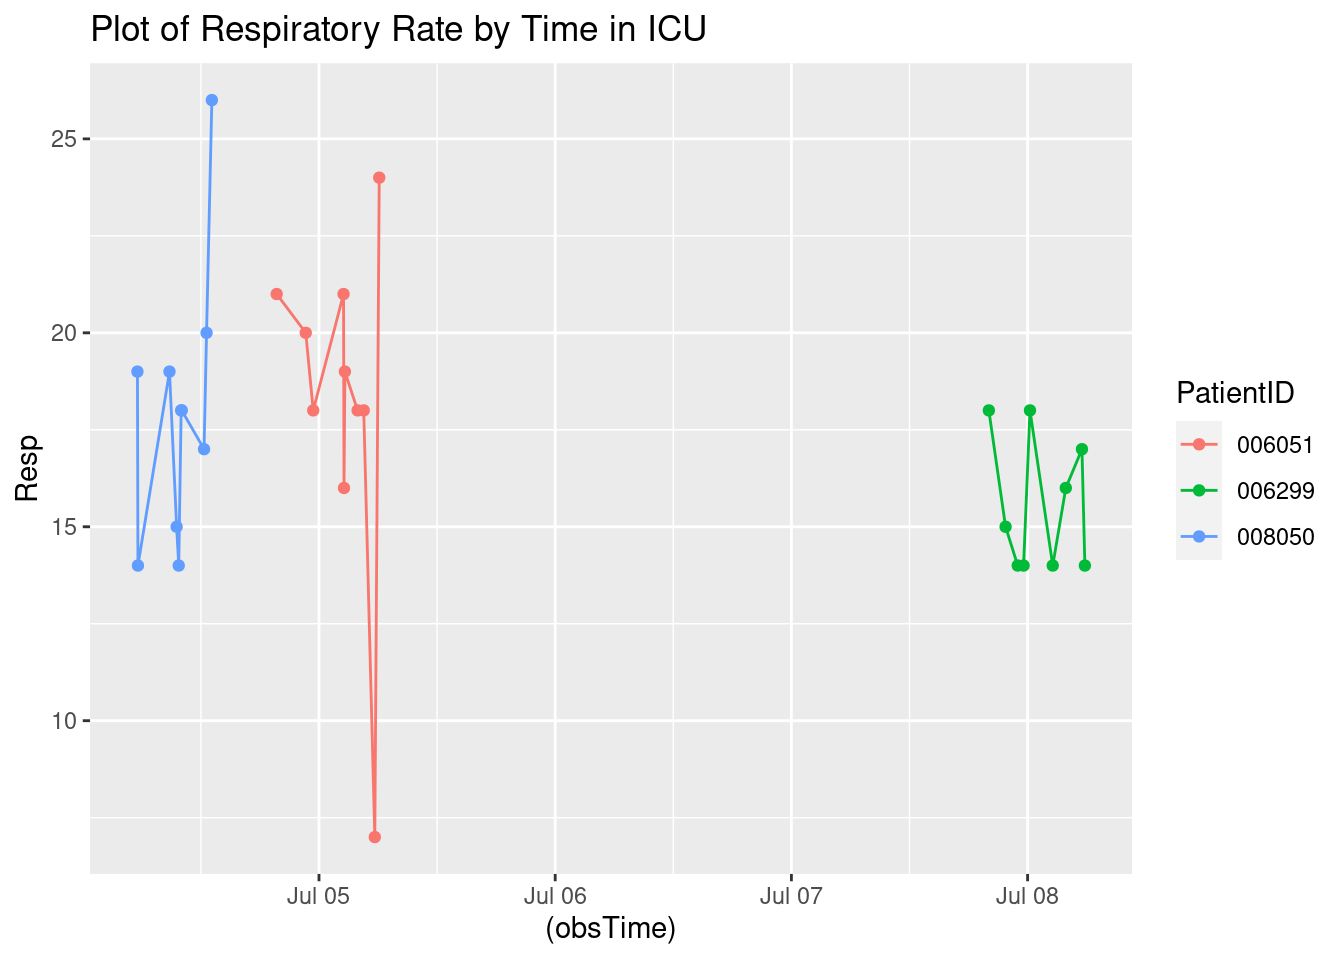 Plot of Respiratory Rate by Time in ICU
25
20
15
10
Resp
Jul 05
Jul 06
Jul 07
Jul 08
(obsTime)
PatientID
006051
006299
008050